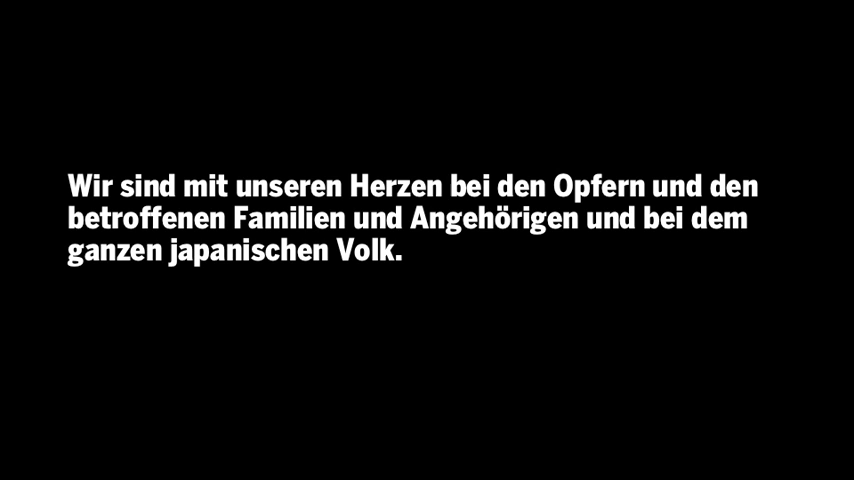 Wir sind mit unseren Herzen bei den Opfern und den
betroffenen Familien und Angehörigen und bei dem
ganzen japanischen Volk.